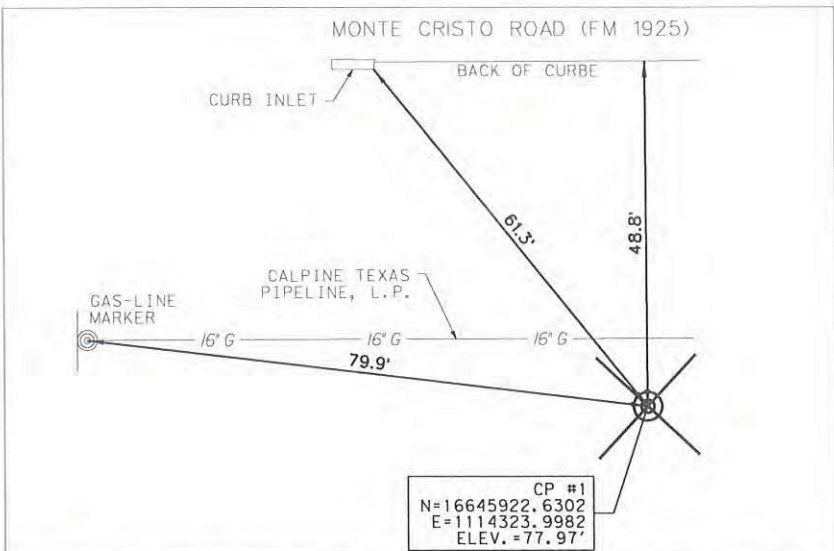 MONTE CRISTO ROAD (FM 1925)
BACK OF CURBE
CURB INLET
61.3'
48.8'
CALPINE TEXAS
PIPELINE, L.P.
GAS-LINE
MARKER
16" G
16" G
16" G
79.9'
CP #1
N=16645922.6302
E=1114323.9982
ELEV. =77.97'